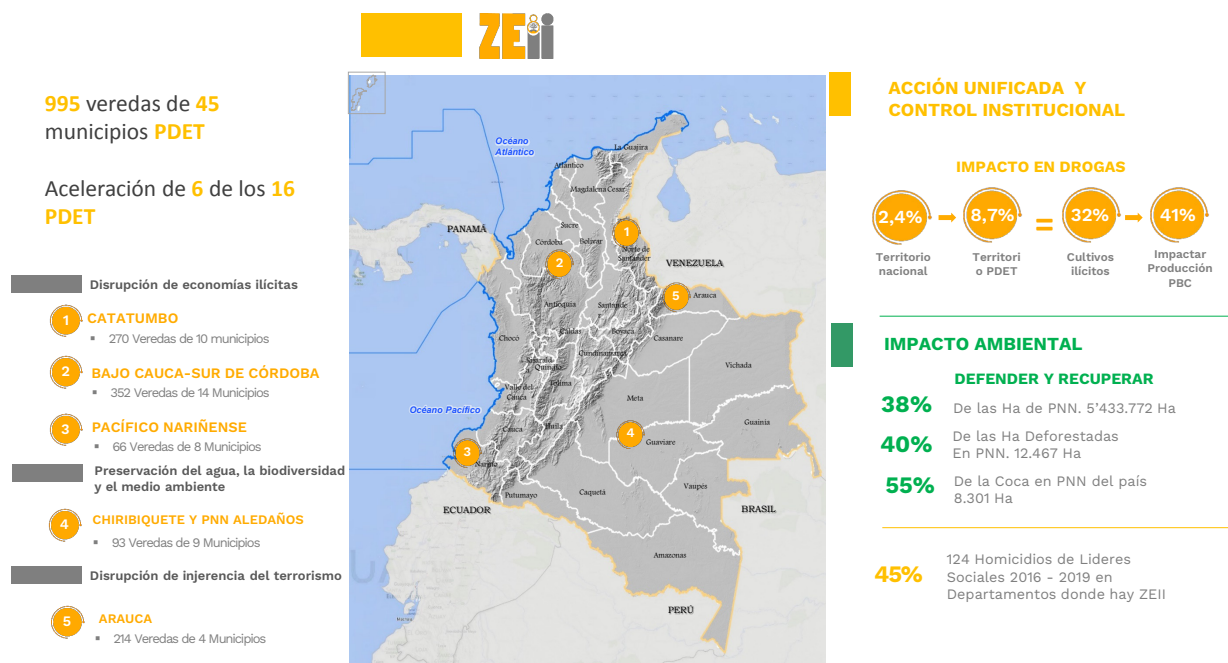 ZEii
995 veredas de 45
municipios PDET
Aceleración de 6 de los 16
PDET
Disrupción de economías ilícitas
1
CATATUMBO
▪ 270 Veredas de 10 municipios
2
BAJO CAUCA-SUR DE CÓRDOBA
▪ 352 Veredas de 14 Municipios
3
PACÍFICO NARIÑENSE
▪ 66 Veredas de 8 Municipios
Preservación del agua, la biodiversidad
y el medio ambiente
4
CHIRIBIQUETE Y PNN ALEDAÑOS
▪ 93 Veredas de 9 Municipios
Disrupción de injerencia del terrorismo
5
ARAUCA
▪ 214 Veredas de 4 Municipios
Océano
Atlántico
La Guajira
Atlántico
Magdalena Cesar
PANAMÁ
Sucre
Córdoba
Bolívar
1
Norte de
Santander
2
VENEZUELA
5
Arauca
Antioquia
Santander
Chocó
Caldas
Boyacá
Casanare
Risaralda
Cundinamarca
Quindío
Vichada
Valle del
Cauca
Tolima
Meta
Océano Pacífico
Guainía
Cauca
Huila
4
Guaviare
3
Nariño
Putumayo
Caquetá
Vaupés
ECUADOR
BRASIL
Amazonas
PERÚ
ACCIÓN UNIFICADA Y
CONTROL INSTITUCIONAL
IMPACTO EN DROGAS
2,4%
8,7%
=
32%
41%
Territorio
nacional
Territori
o PDET
Cultivos
ilícitos
Impactar
Producción
PBC
IMPACTO AMBIENTAL
DEFENDER Y RECUPERAR
38%
De las Ha de PNN. 5’433.772 Ha
40%
De las Ha Deforestadas
En PNN. 12.467 Ha
55%
De la Coca en PNN del país
8.301 Ha
45%
124 Homicidios de Lideres
Sociales 2016 - 2019 en
Departamentos donde hay ZEII